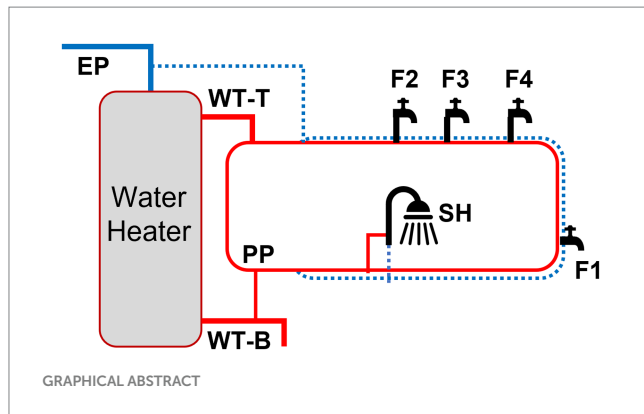 EP
WT-T
F2 F3 F4
Water
Heater
SH
PP
F1
WT-B
GRAPHICAL ABSTRACT